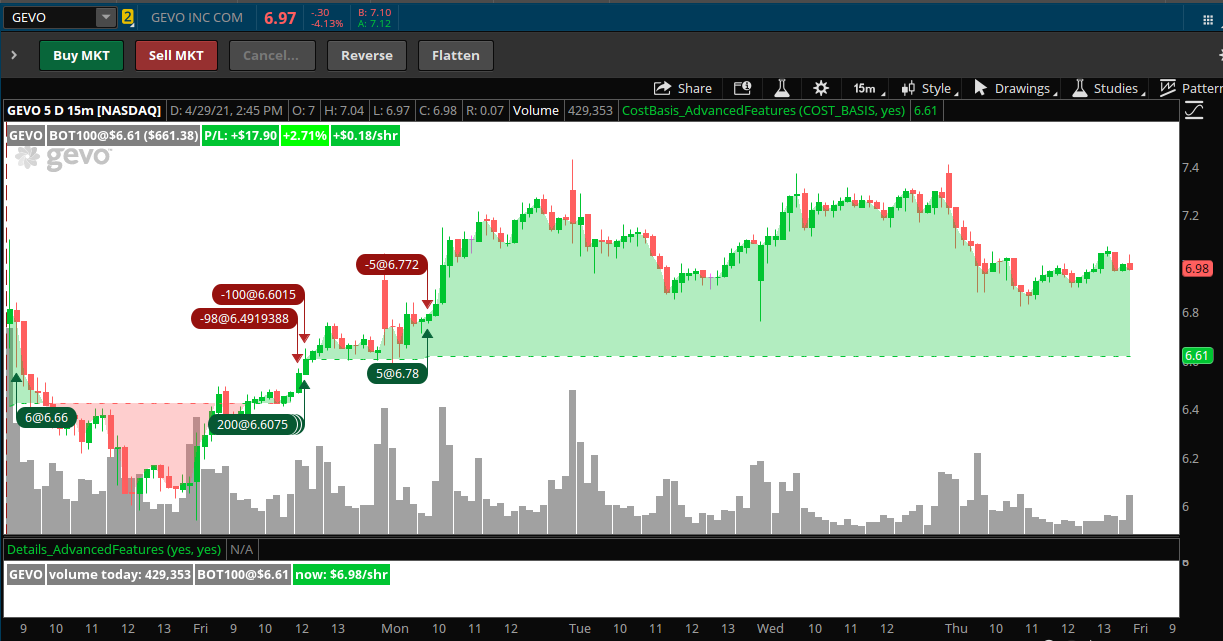 GEVO 2 GEVO INC COM 6.97 -.30 -4.13% B: 7.10 A: 7.12
Buy MKT Sell MKT Cancel... Reverse Flatten
Share 15m Style Drawings Studies Pattern
GEVO 5 D 15m [NASDAQ] D: 4/29/21, 2:45 PM O: 7 H: 7.04 L: 6.97 C: 6.98 R: 0.07 Volume 429,353 CostBasis_AdvancedFeatures (COST_BASIS, yes) 6.61
GEVO BOT100@$6.61 ($661.38) P/L: +$17.90 +2.71% +$0.18/shr
gevo
7.4
7.2
-5@6.772
6.98
-100@6.6015
-98@6.4919388
6.8
6.61
5@6.78
6.4
6@6.66
200@6.6075
6.2
6
Details_AdvancedFeatures (yes, yes) N/A
GEVO volume today: 429,353 BOT100@$6.61 now: $6.98/shr
9 10 11 12 13 Fri 9 10 12 13 Mon 10 11 12 Tue 10 11 12 13 Wed 10 11 12 Thu 10 11 12 13 Fri 9